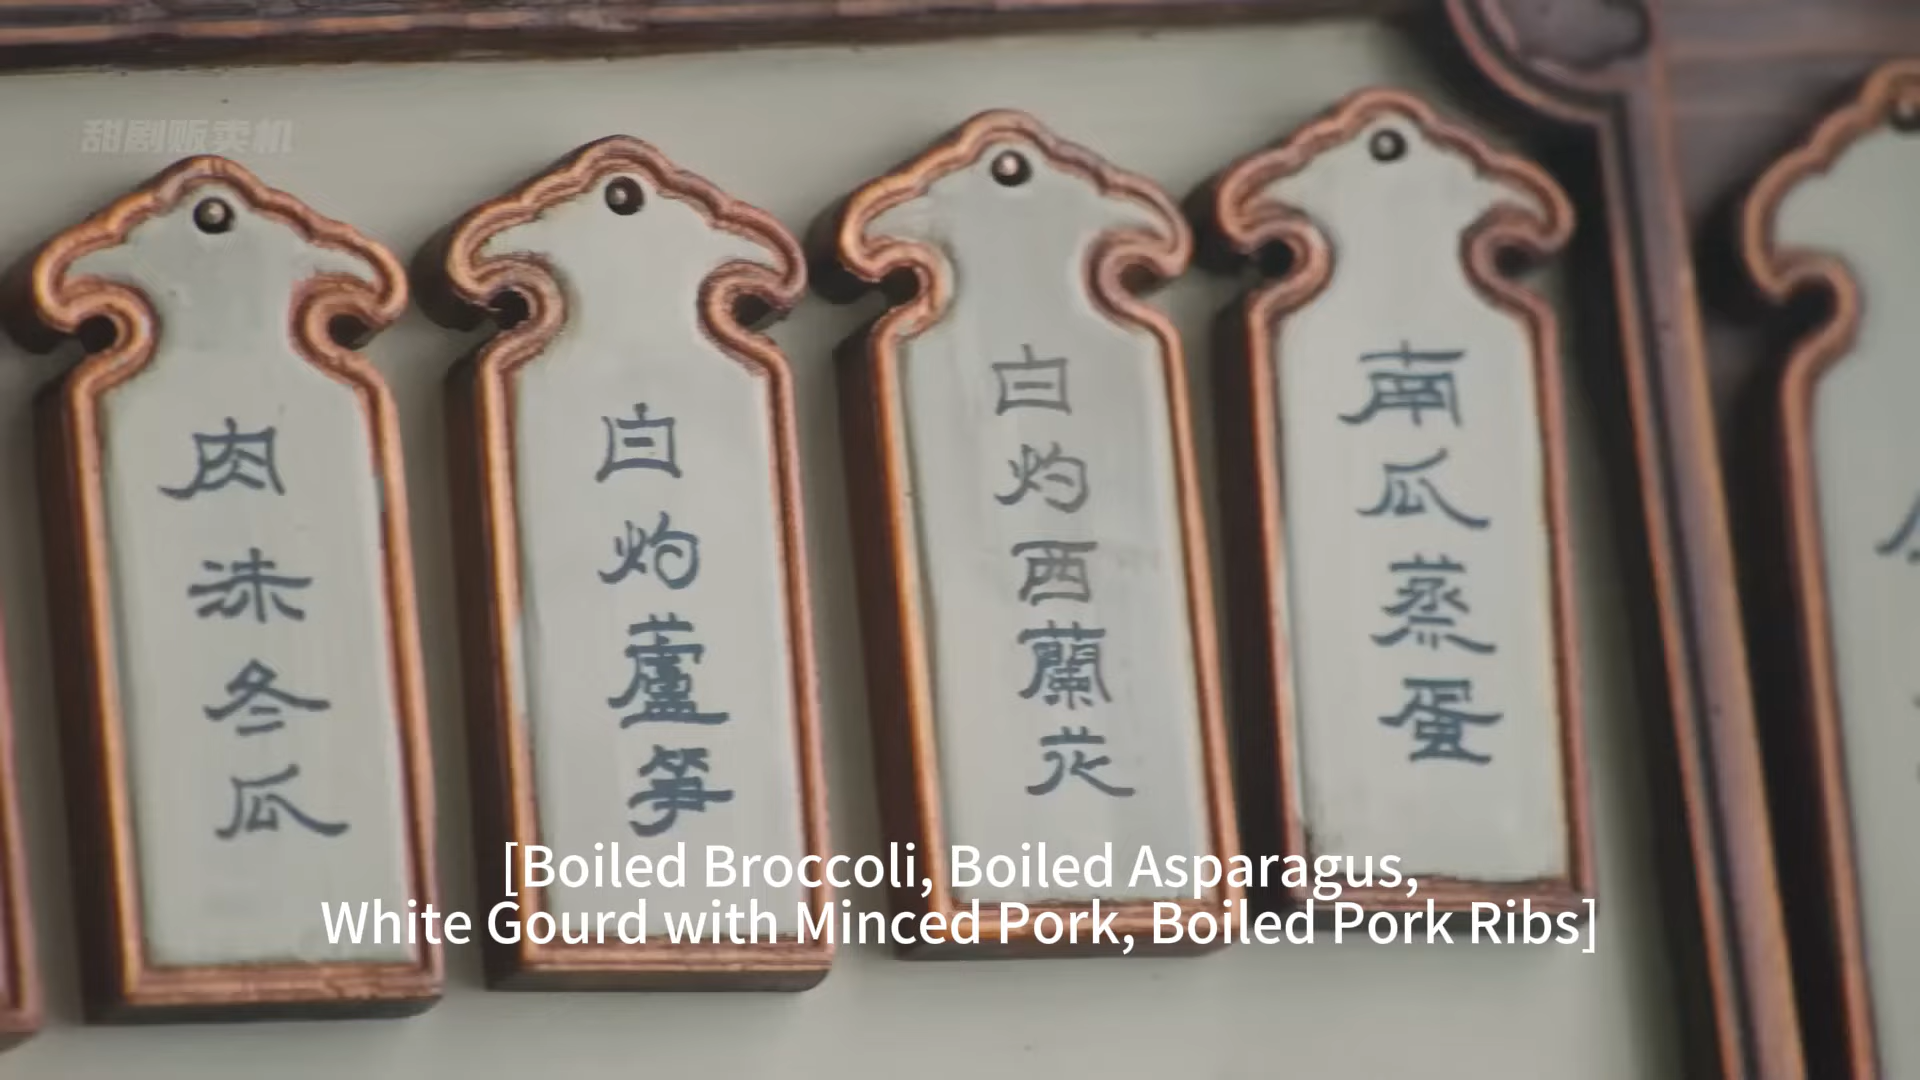 甜剧贩卖机
肉沫冬瓜
白灼蘆筍
白灼西蘭花
南瓜蒸蛋
[Boiled Broccoli, Boiled Asparagus,
White Gourd with Minced Pork, Boiled Pork Ribs]